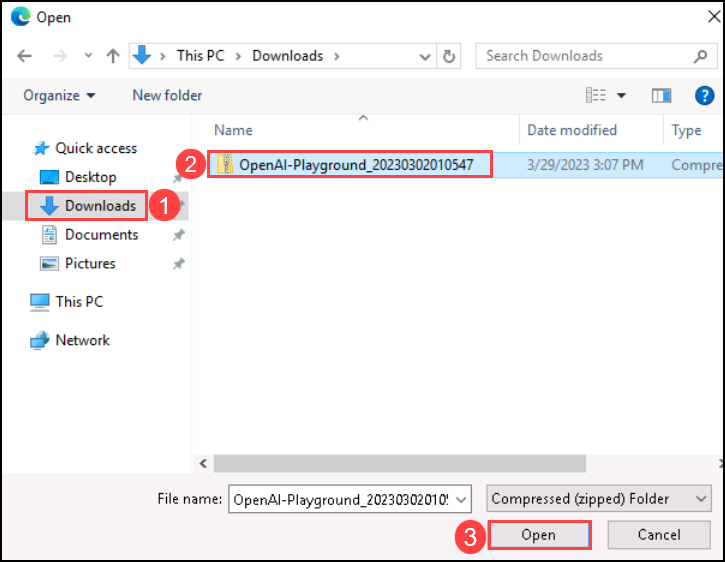 Open
This PC > Downloads >
Search Downloads
Organize
New folder
?
Name
Date modified
Type
Quick access
2
OpenAI-Playground_20230302010547
3/29/2023 3:07 PM
Compre
Desktop
Downloads
1
Documents
Pictures
This PC
Network
File name:
OpenAI-Playground_202303020105
Compressed (zipped) Folder
3
Open
Cancel